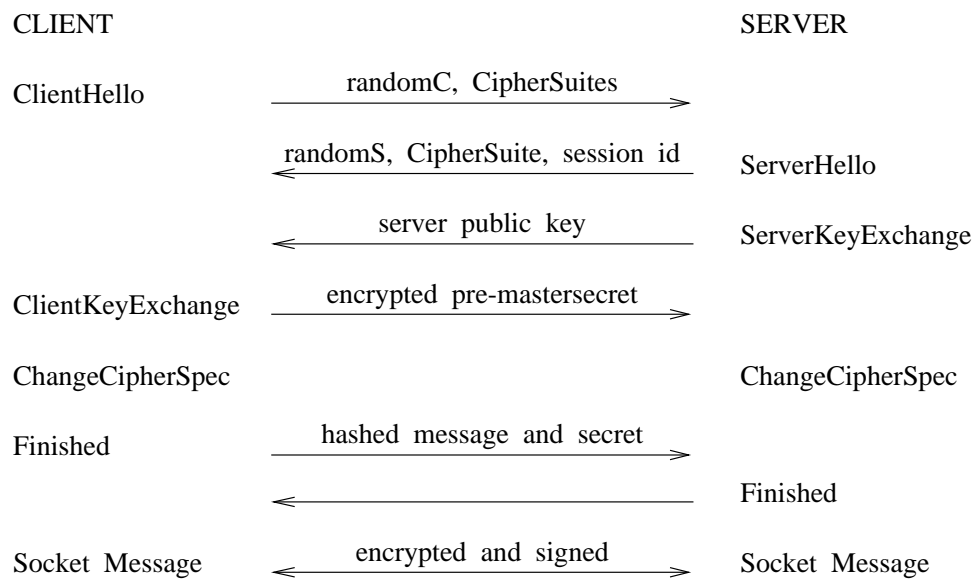 CLIENT SERVER
ClientHello randomC, CipherSuites
randomS, CipherSuite, session id ServerHello
server public key ServerKeyExchange
ClientKeyExchange encrypted pre-mastersecret
ChangeCipherSpec ChangeCipherSpec
Finished hashed message and secret
Finished
Socket Message encrypted and signed Socket Message